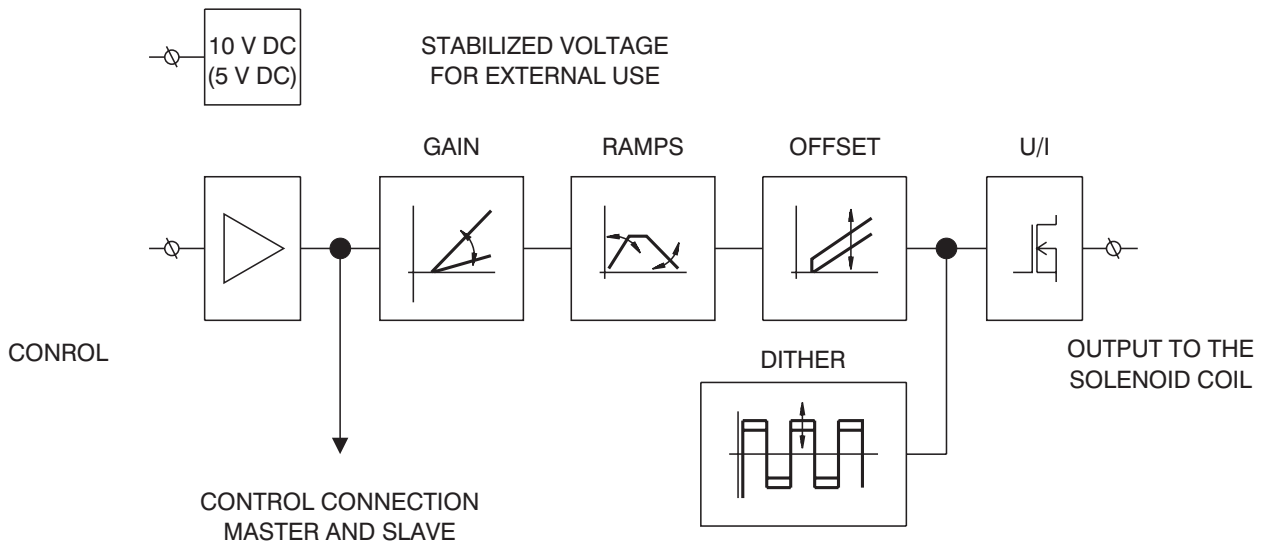 10 V DC
(5 V DC)
STABILIZED VOLTAGE
FOR EXTERNAL USE
GAIN
RAMPS
OFFSET
U/I
CONROL
DITHER
OUTPUT TO THE
SOLENOID COIL
CONTROL CONNECTION
MASTER AND SLAVE